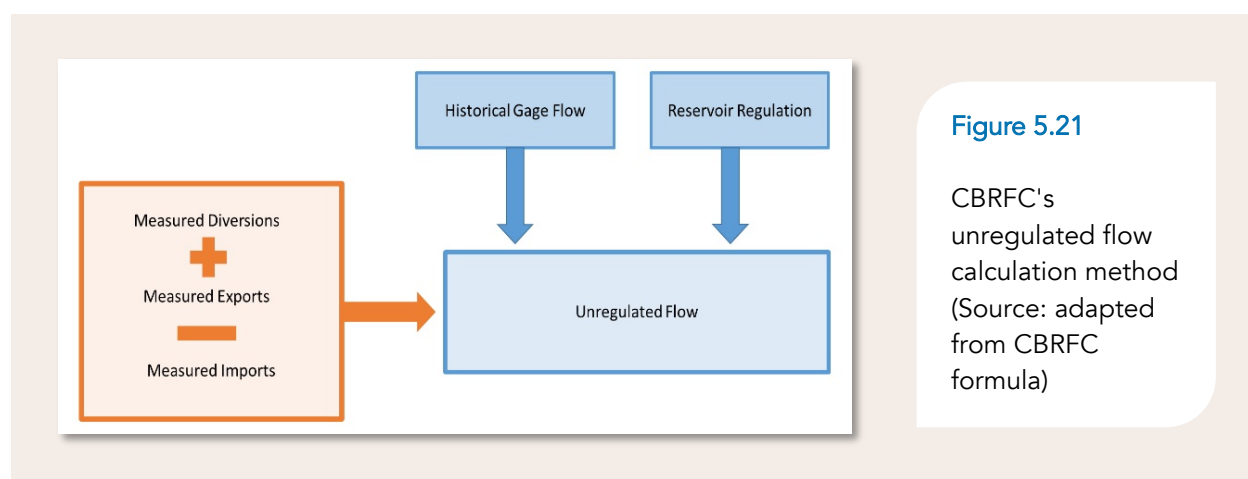 Historical Gage Flow
Reservoir Regulation
Measured Diversions
Measured Exports
Measured Imports
Unregulated Flow
Figure 5.21
CBRFC's
unregulated flow
calculation method
(Source: adapted
from CBRFC
formula)